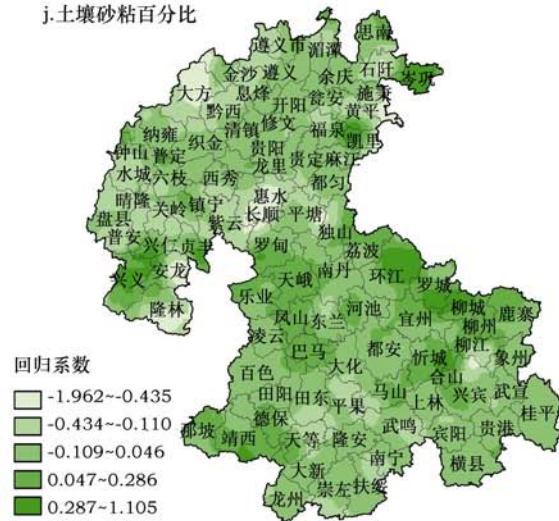 j.土壤砂粘百分比
思南
遵义市 湄潭
金沙 遵义 余庆 石阡 岑巩
大方 息烽 开阳 瓮安 施秉
黔西 黄平
纳雍 清镇 修文 福泉 凯里
钟山 普定 织金 贵阳
水城 六枝 西秀 龙里 贵定 麻江
晴隆 惠水 都匀
盘县 关岭 镇宁 紫云 长顺 平塘
普安 兴仁 贞丰 罗甸 独山 荔波
兴义 安龙 天峨 南丹 环江
隆林 乐业 罗城
凤山 东兰 河池 宜州 柳城 鹿寨
凌云 柳州
巴马 大化 都安 忻城 柳江 象州
百色 合山
田阳 田东 平果 马山 上林 兴宾 武宣
德保 桂平
那坡 靖西 天等 隆安 武鸣 宾阳 贵港
大新 南宁 横县
龙州 崇左 扶绥
回归系数
-1.962~-0.435
-0.434~-0.110
-0.109~0.046
0.047~0.286
0.287~1.105